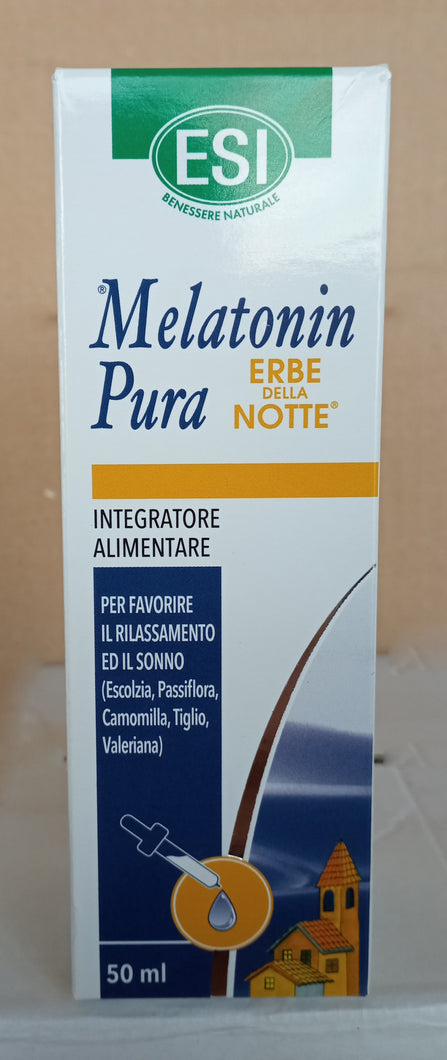 ESI
BENESSERE NATURALE
®Melatonin
Pura
ERBE
DELLA
NOTTE®
INTEGRATORE
ALIMENTARE
PER FAVORIRE
IL RILASSAMENTO
ED IL SONNO
(Escolzia, Passiflora,
Camomilla, Tiglio,
Valeriana)
50 ml